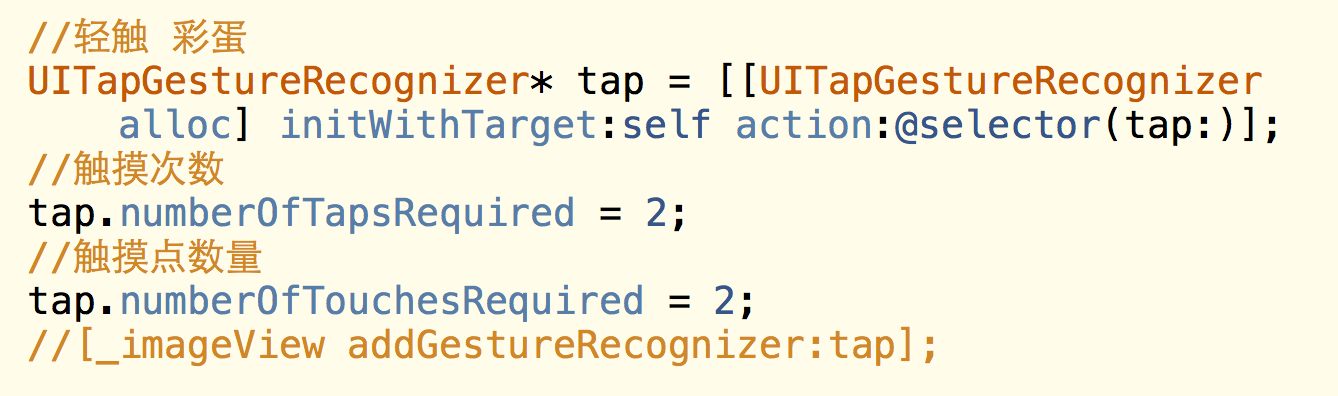 //轻触 彩蛋
UITapGestureRecognizer* tap = [[UITapGestureRecognizer
alloc] initWithTarget:self action:@selector(tap:)];
//触摸次数
tap.numberOfTapsRequired = 2;
//触摸点数量
tap.numberOfTouchesRequired = 2;
//[_imageView addGestureRecognizer:tap];